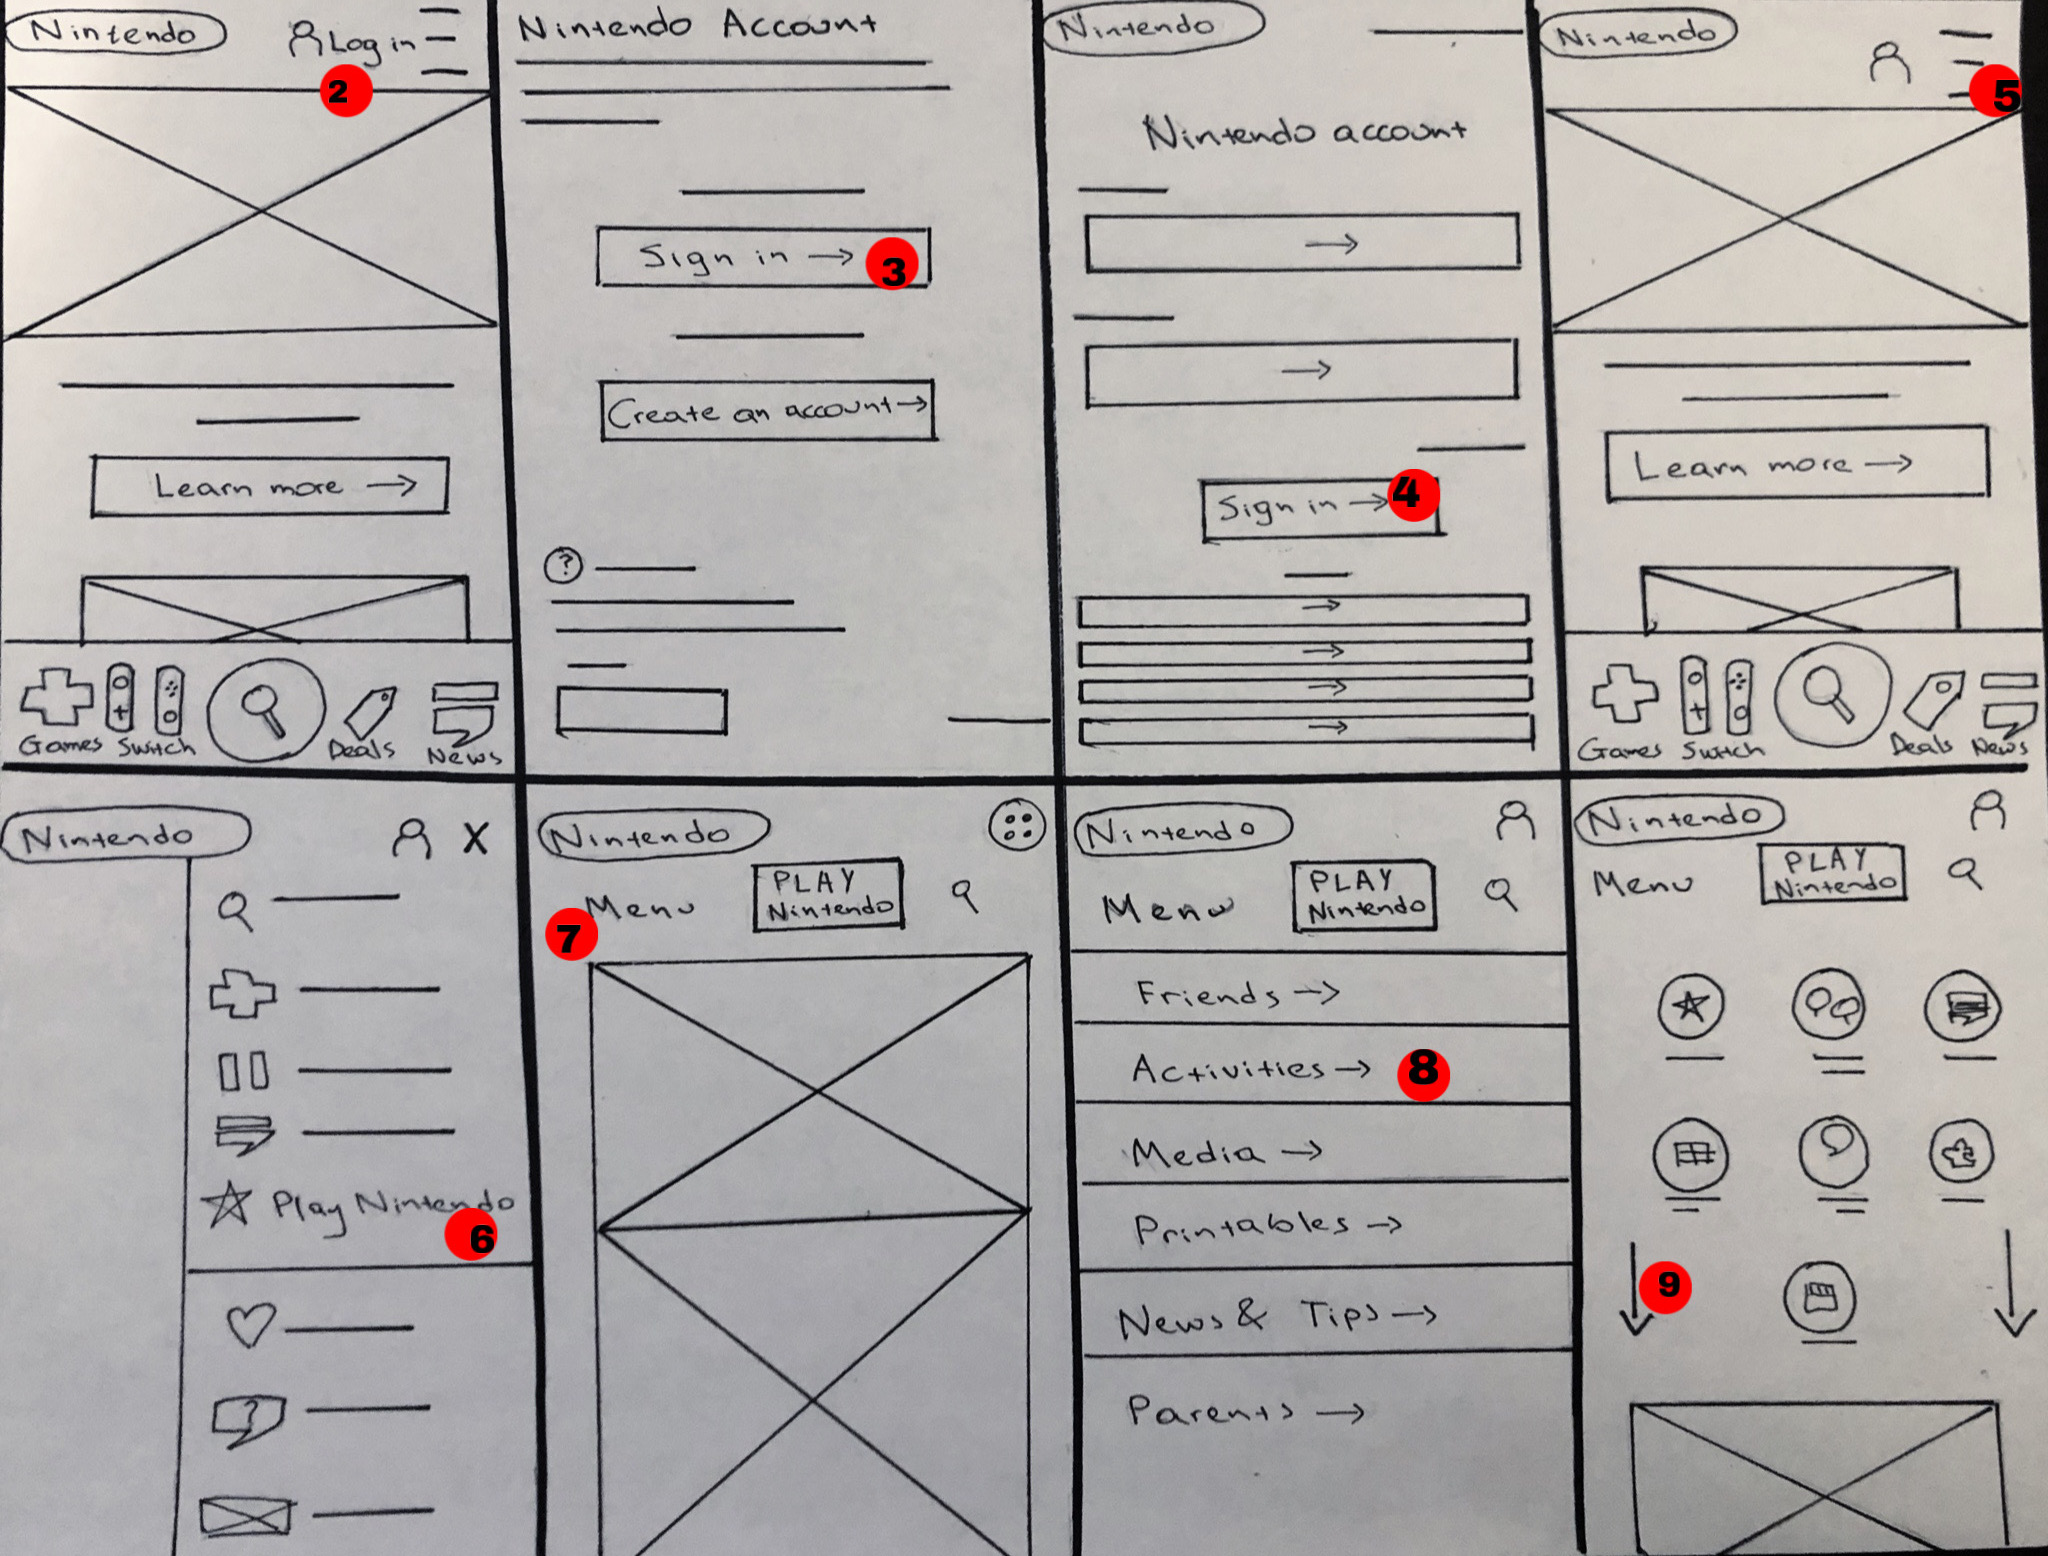 Nintendo
Log in
2
Learn more →
Games
Switch
Deals
News
Nintendo Account
Sign in →
3
Create an account→
?
Nintendo
Nintendo account
→
→
Sign in →
4
→
→
→
→
Nintendo
5
Learn more →
Games
Switch
Deals
News
Nintendo
X
Play Nintendo
6
?
Nintendo
Menu
PLAY
Nintendo
7
Nintendo
Menu
PLAY
Nintendo
Friends →
Activities →
8
Media →
Printables →
News & Tips →
Parents →
Nintendo
Menu
PLAY
Nintendo
9